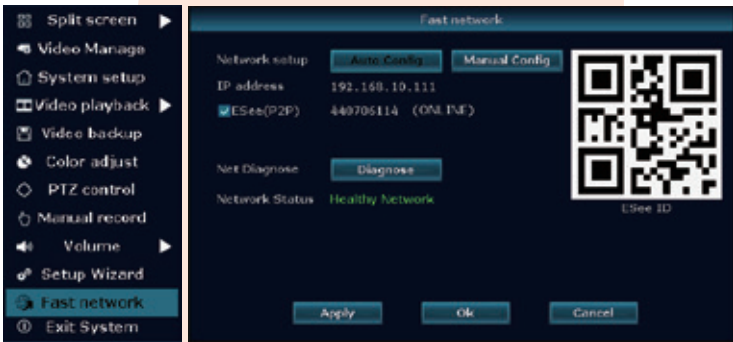 Split screen
Video Manage
System setup
Video playback
Video backup
Color adjust
PTZ control
Manual record
Volume
Setup Wizard
Fast network
Exit System
Fast network
Network setup Auto Config Manual Config
IP address 192.168.10.111
ESee(P2P) 440706114 (ONLINE)
Net Diagnose Diagnose
Network Status Healthy Network
ESee ID
Apply Ok Cancel